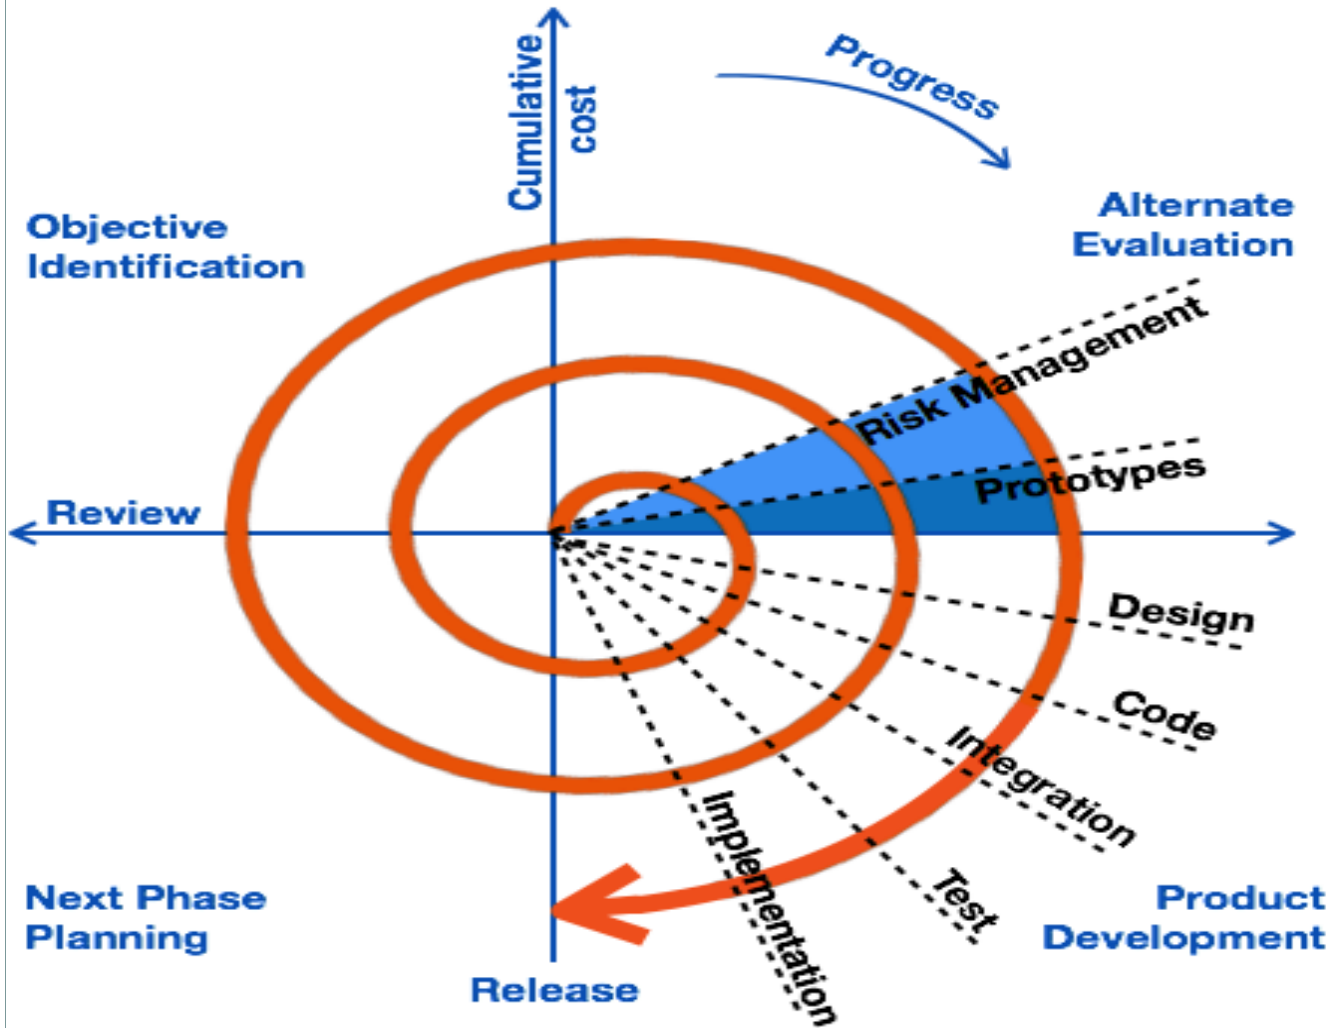 Cumulative
cost
Progress
Objective
Identification
Alternate
Evaluation
Risk Management
Prototypes
Review
Design
Code
Integration
Test
Implementation
Next Phase
Planning
Product
Development
Release